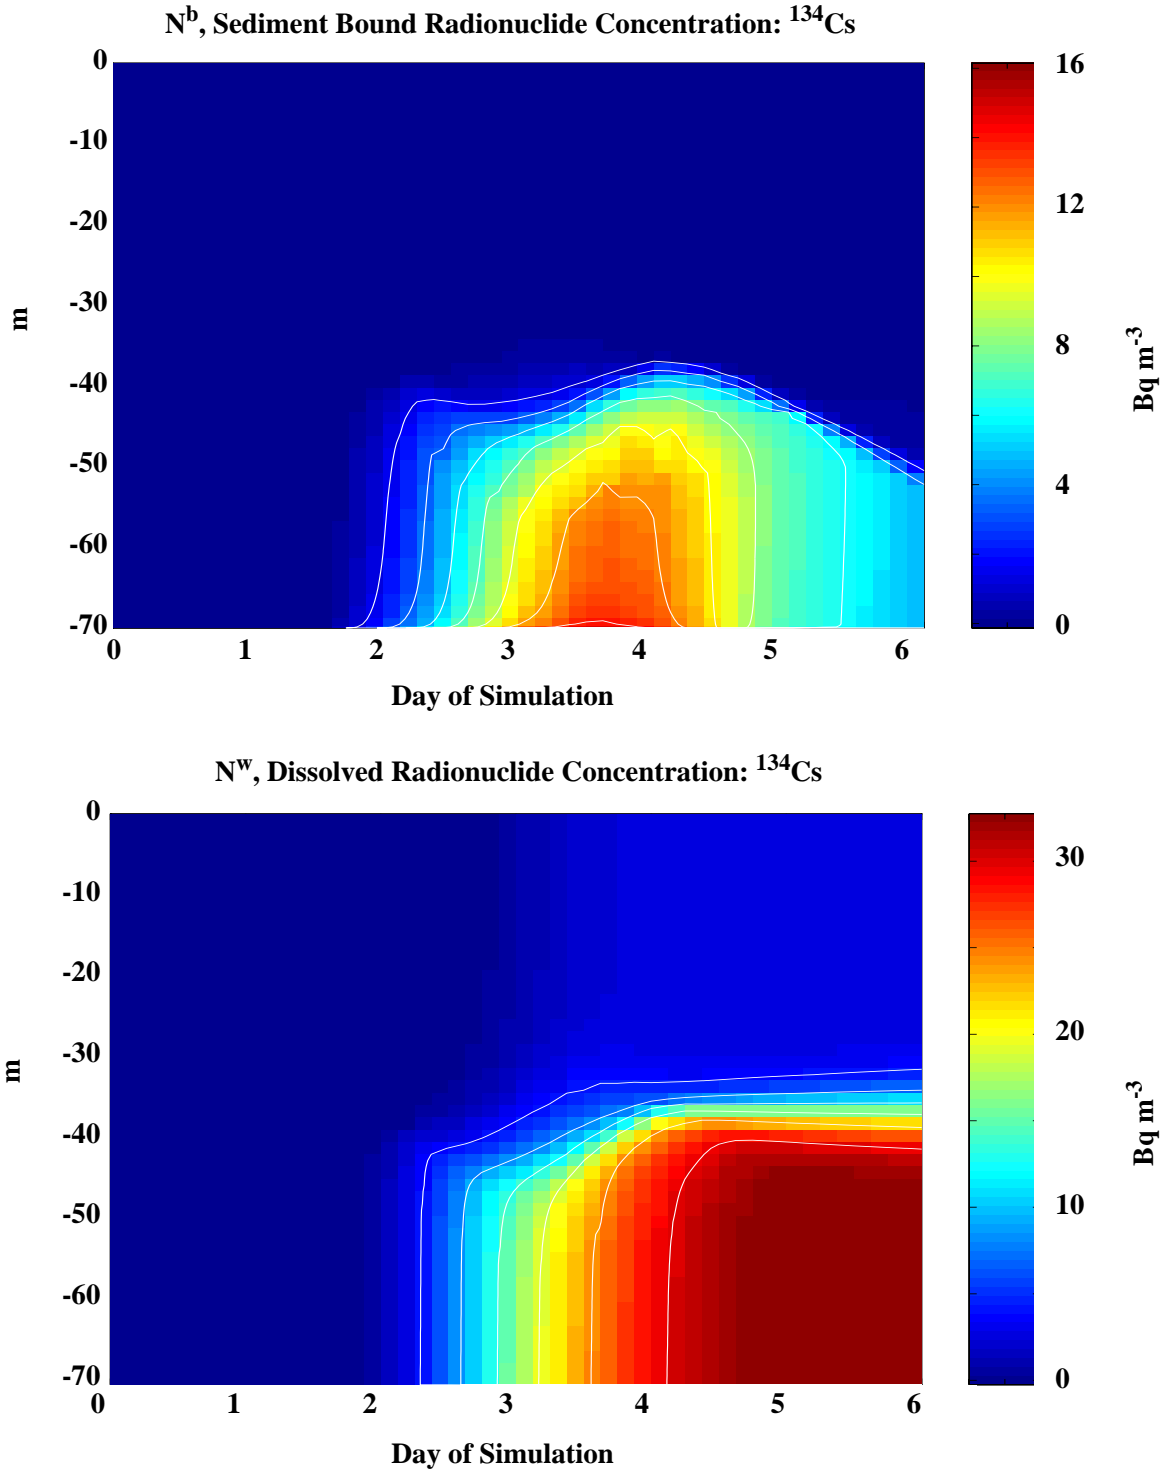 N^b, Sediment Bound Radionuclide Concentration: ^134Cs
0
-10
-20
-30
-40
-50
-60
-70
m
0 1 2 3 4 5 6
Day of Simulation
16
12
8
4
0
Bq m^-3
N^w, Dissolved Radionuclide Concentration: ^134Cs
0
-10
-20
-30
-40
-50
-60
-70
m
0 1 2 3 4 5 6
Day of Simulation
30
20
10
0
Bq m^-3